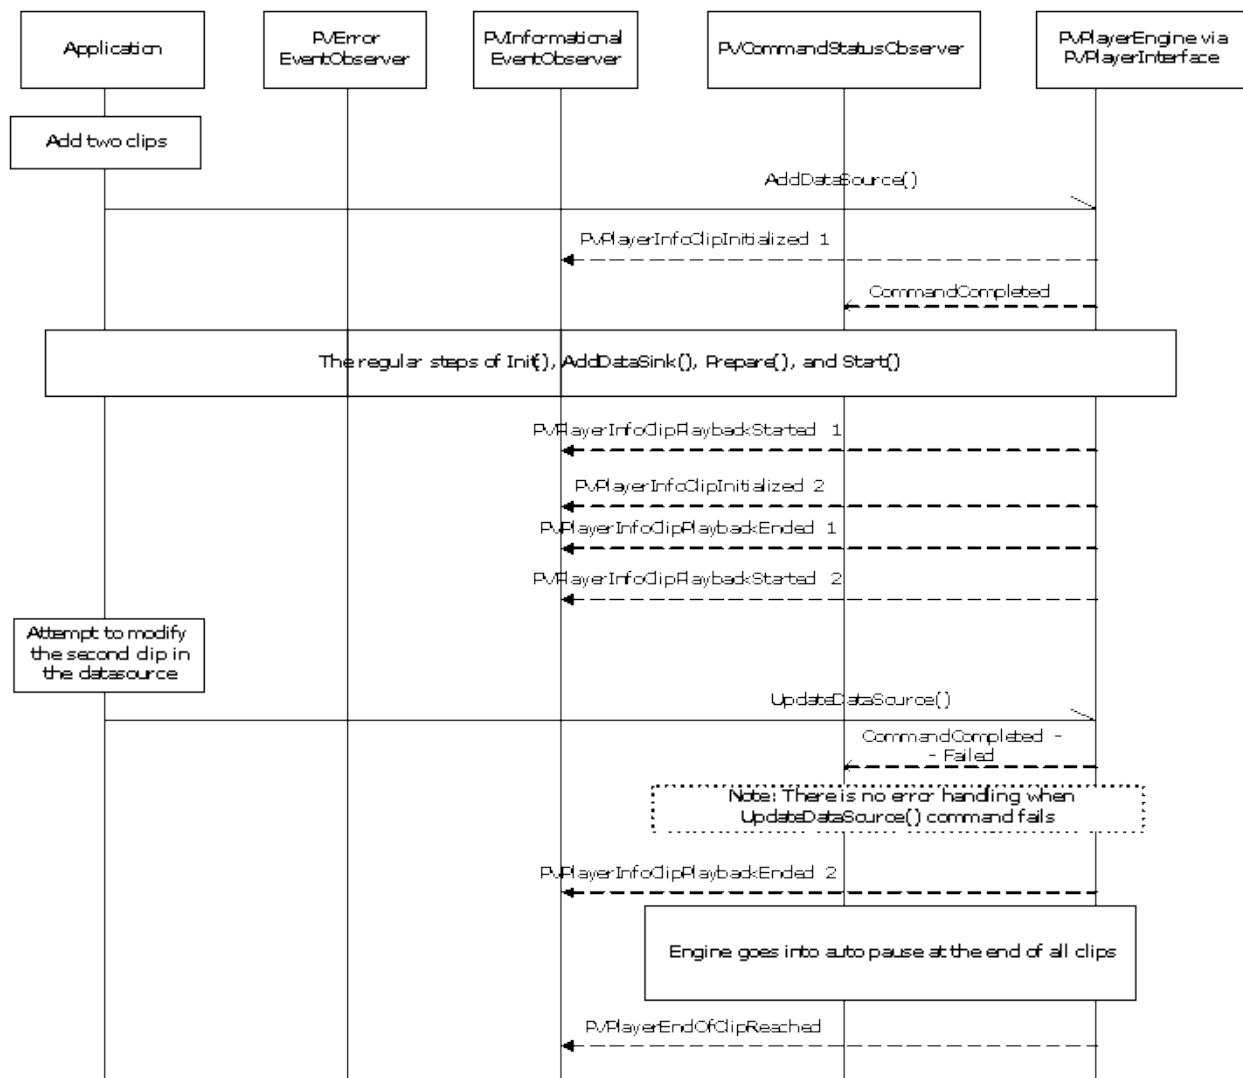 Application
PVError
EventObserver
PVInformational
EventObserver
PVCommandStatusObserver
PVPlayerEngine via
PVPlayerInterface
Add two clips
AddDataSource()
PVPlayerInfoClipInitialized 1
CommandCompleted
The regular steps of Init(), AddDataSink(), Prepare(), and Start()
PVPlayerInfoClipPlaybackStarted 1
PVPlayerInfoClipInitialized 2
PVPlayerInfoClipPlaybackEnded 1
PVPlayerInfoClipPlaybackStarted 2
Attempt to modify
the second clip in
the datasource
UpdateDataSource()
CommandCompleted -
- Failed
Note: There is no error handling when
UpdateDataSource() command fails
PVPlayerInfoClipPlaybackEnded 2
Engine goes into auto pause at the end of all clips
PVPlayerEndOfClipReached